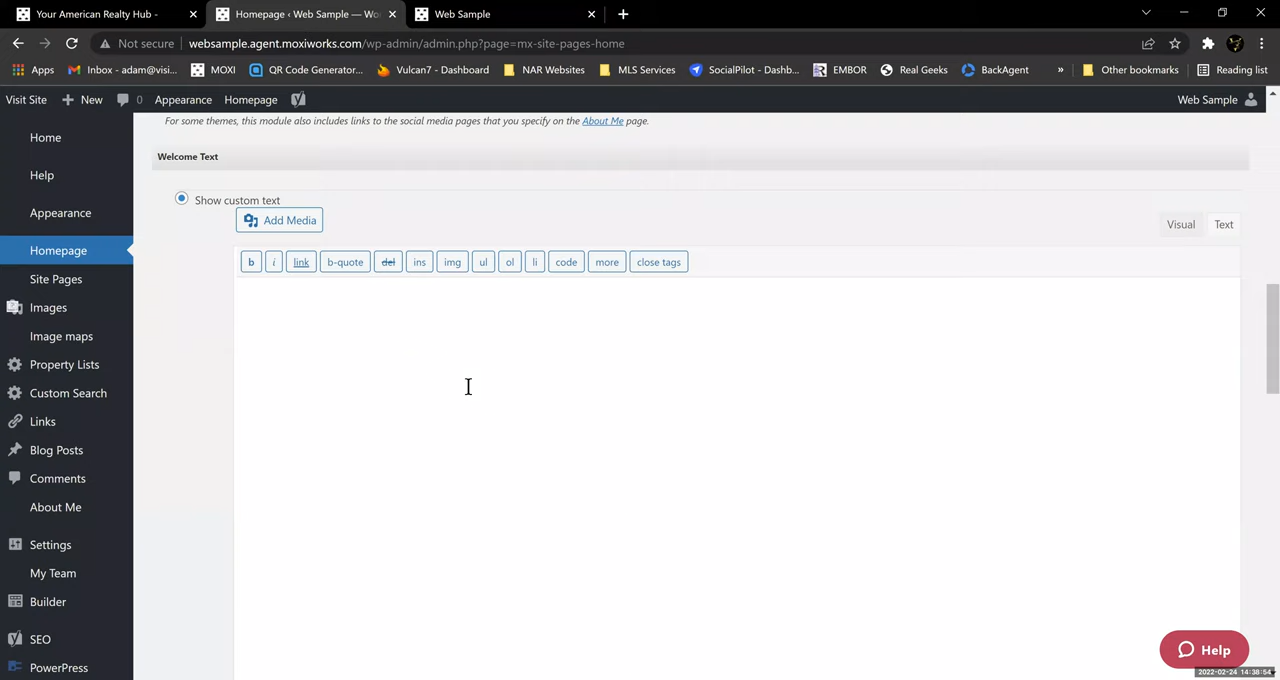 Your American Realty Hub -
Homepage ‹ Web Sample — Wo
Web Sample
Not secure
websample.agent.moxiworks.com/wp-admin/admin.php?page=mx-site-pages-home
Apps
Inbox - adam@visi...
MOXI
QR Code Generator...
Vulcan7 - Dashboard
NAR Websites
MLS Services
SocialPilot - Dashb...
EMBOR
Real Geeks
BackAgent
»
Other bookmarks
Reading list
Visit Site
New
0
Appearance
Homepage
Web Sample
Home
Help
Appearance
Homepage
Site Pages
Images
Image maps
Property Lists
Custom Search
Links
Blog Posts
Comments
About Me
Settings
My Team
Builder
SEO
PowerPress
For some themes, this module also includes links to the social media pages that you specify on the About Me page.
Welcome Text
Show custom text
Add Media
Visual
Text
b
i
link
b-quote
del
ins
img
ul
ol
li
code
more
close tags
Help
2022-02-24 14:38:54